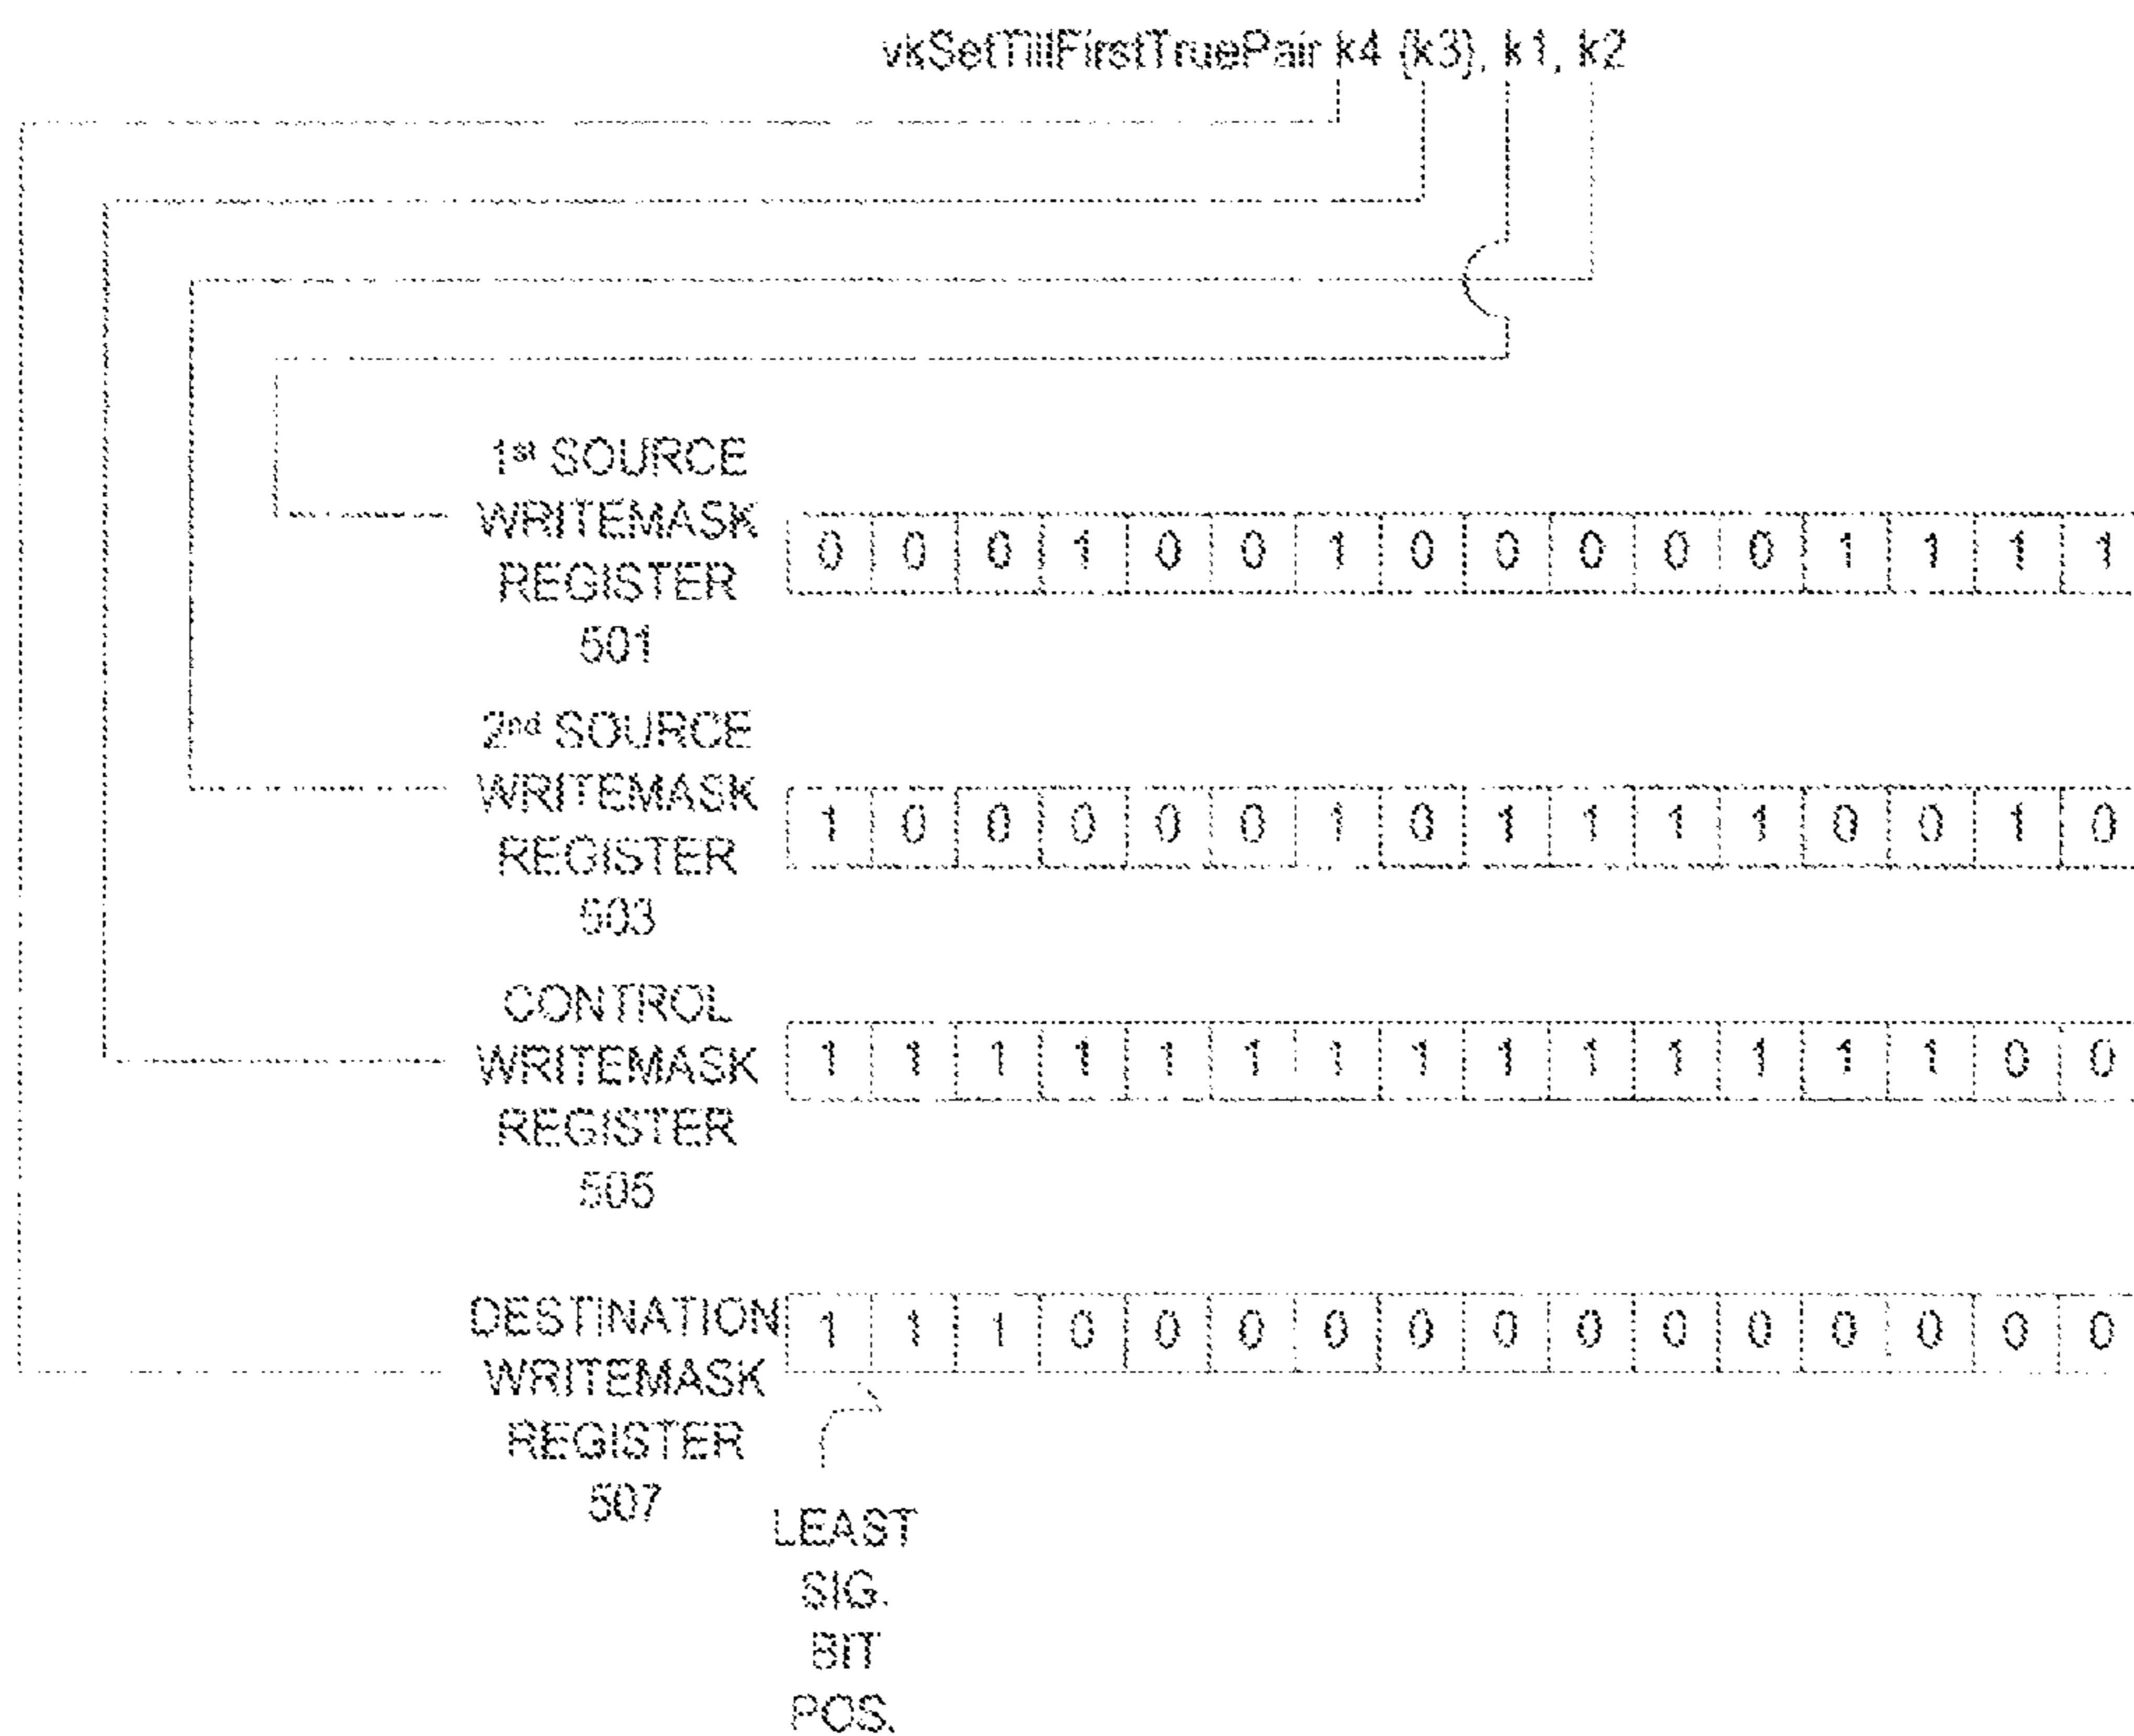 vkSetTillFirstTruePair k4 {k3}, k1, k2
1st SOURCE
WRITEMASK
REGISTER
501
0 0 0 1 0 0 1 0 0 0 0 0 1 1 1 1
2nd SOURCE
WRITEMASK
REGISTER
503
1 0 0 0 0 0 1 0 1 1 1 1 0 0 1 0
CONTROL
WRITEMASK
REGISTER
505
1 1 1 1 1 1 1 1 1 1 1 1 1 1 0 0
DESTINATION
WRITEMASK
REGISTER
507
1 1 1 0 0 0 0 0 0 0 0 0 0 0 0 0
LEAST
SIG.
BIT
POS.